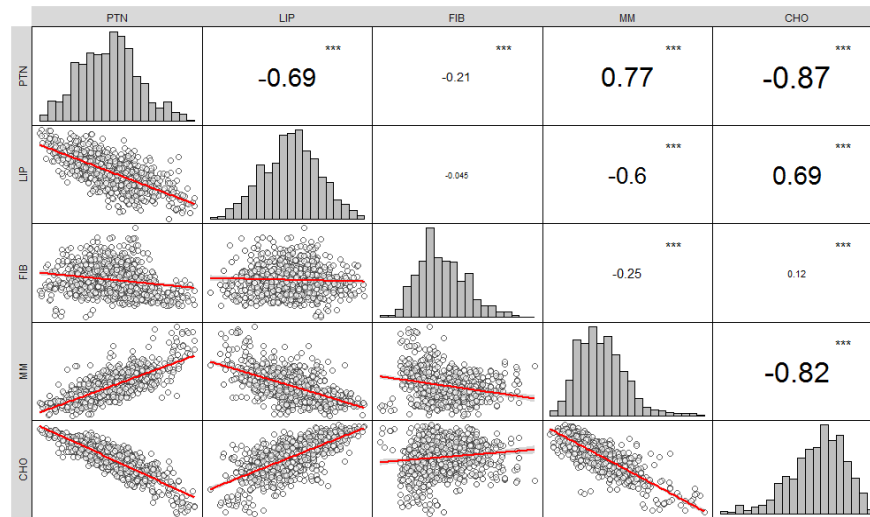 PTN LIP FIB MM CHO
PTN
*** *** *** ***
-0.69 -0.21 0.77 -0.87
LIP
*** ***
-0.045 -0.6 0.69
FIB
*** ***
-0.25 0.12
MM
***
-0.82
CHO